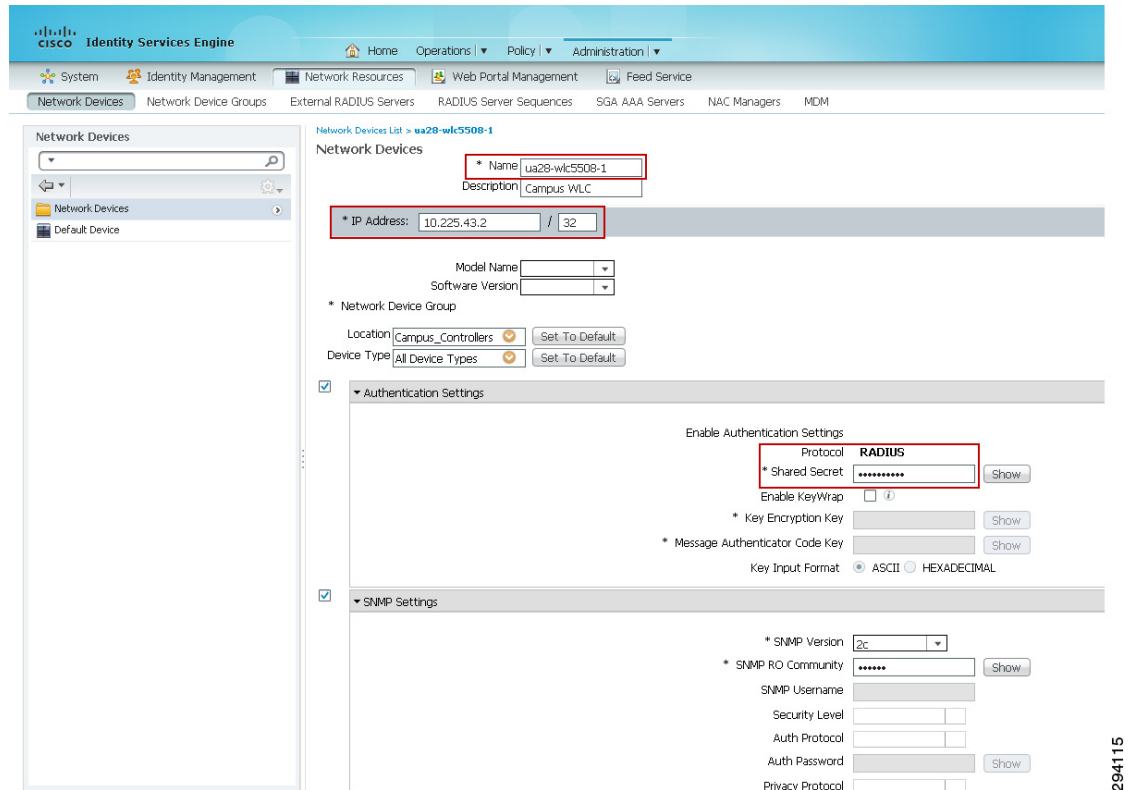 cisco Identity Services Engine
Home Operations Policy Administration
System Identity Management Network Resources Web Portal Management Feed Service
Network Devices Network Device Groups External RADIUS Servers RADIUS Server Sequences SGA AAA Servers NAC Managers MDM
Network Devices
Network Devices
Default Device
Network Devices List > ua28-wlc5508-1
Network Devices
* Name ua28-wlc5508-1
Description Campus WLC
* IP Address: 10.225.43.2 / 32
Model Name
Software Version
* Network Device Group
Location Campus_Controllers Set To Default
Device Type All Device Types Set To Default
Authentication Settings
Enable Authentication Settings
Protocol RADIUS
* Shared Secret •••••••••• Show
Enable KeyWrap i
* Key Encryption Key Show
* Message Authenticator Code Key Show
Key Input Format ASCII HEXADECIMAL
SNMP Settings
* SNMP Version 2c
* SNMP RO Community •••••• Show
SNMP Username
Security Level
Auth Protocol
Auth Password Show
Privacy Protocol
294115